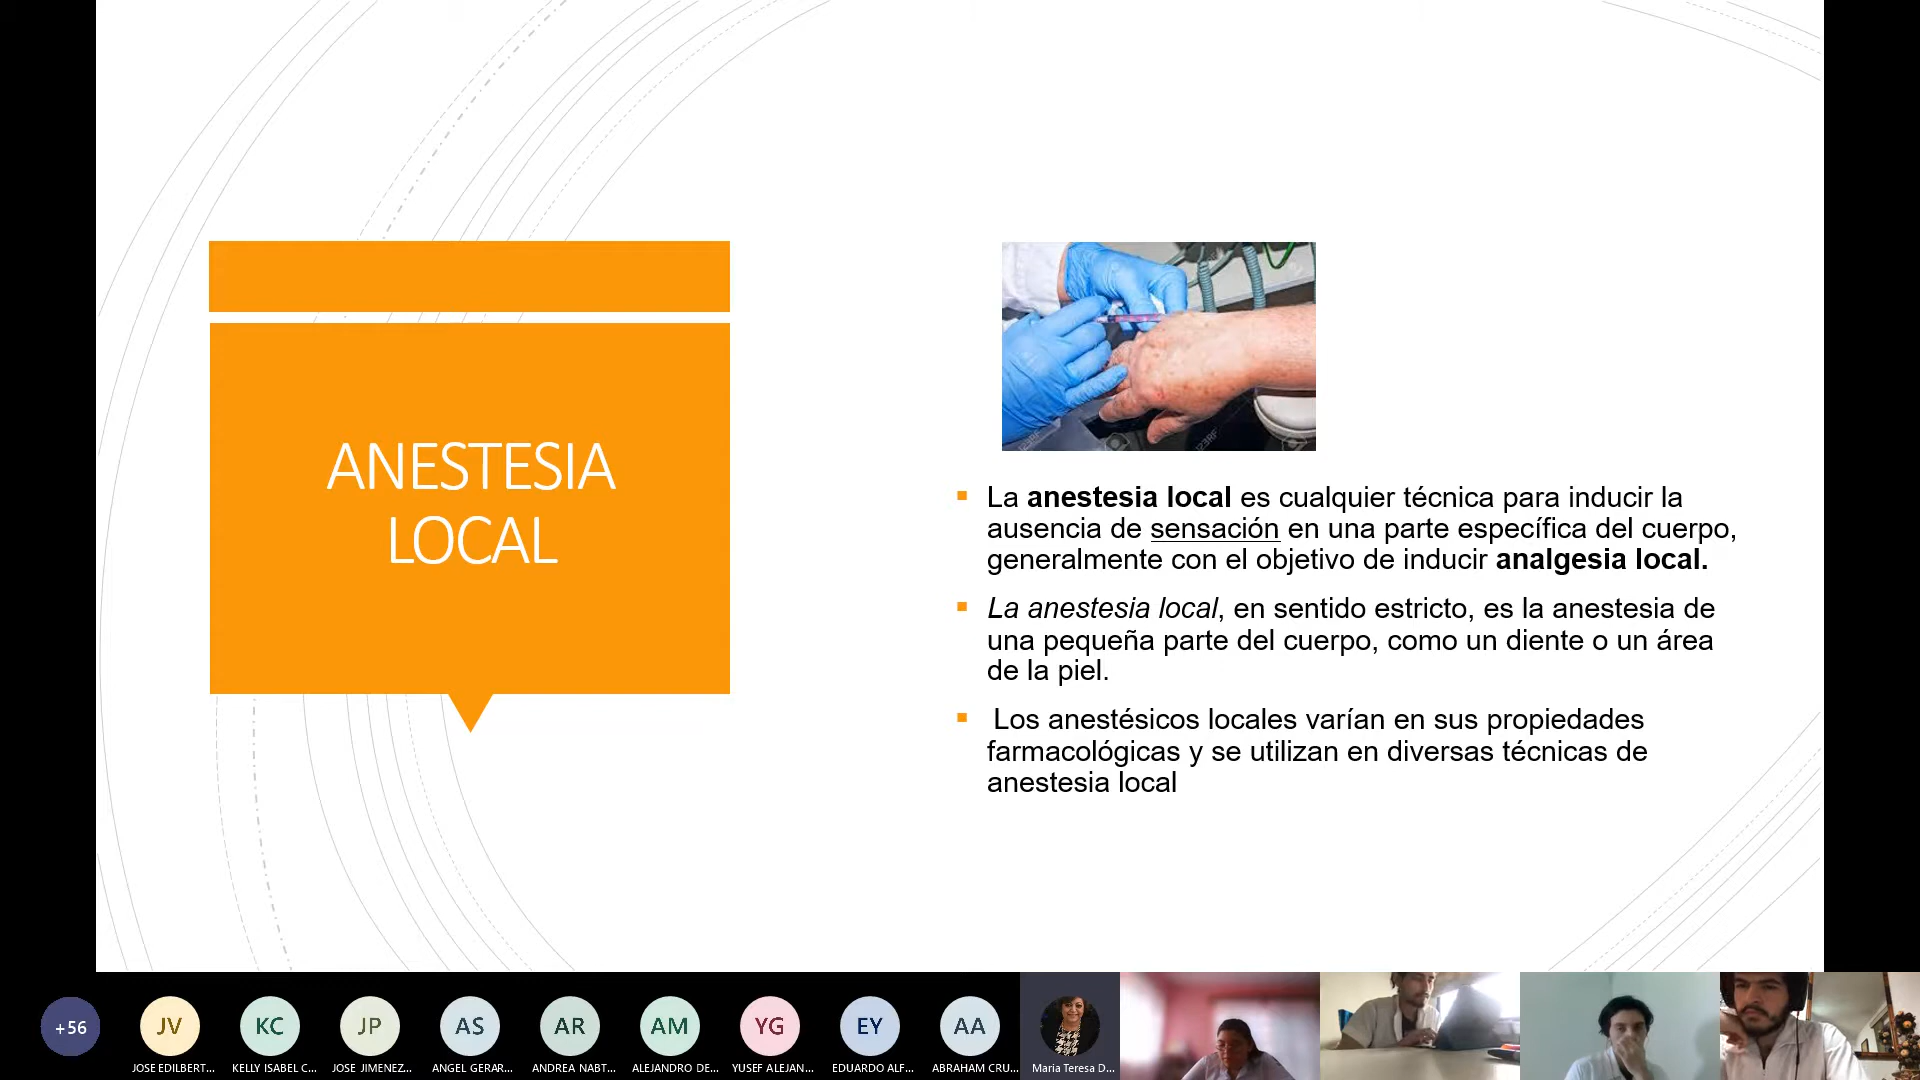 ANESTESIA
LOCAL
La anestesia local es cualquier técnica para inducir la
ausencia de sensación en una parte específica del cuerpo,
generalmente con el objetivo de inducir analgesia local.
La anestesia local, en sentido estricto, es la anestesia de
una pequeña parte del cuerpo, como un diente o un área
de la piel.
Los anestésicos locales varían en sus propiedades
farmacológicas y se utilizan en diversas técnicas de
anestesia local
123RF
+56
JV
KC
JP
AS
AR
AM
YG
EY
AA
JOSE EDILBERT...
KELLY ISABEL C...
JOSE JIMENEZ...
ANGEL GERAR...
ANDREA NABT...
ALEJANDRO DE...
YUSEF ALEJAN...
EDUARDO ALF...
ABRAHAM CRU...
Maria Teresa D...